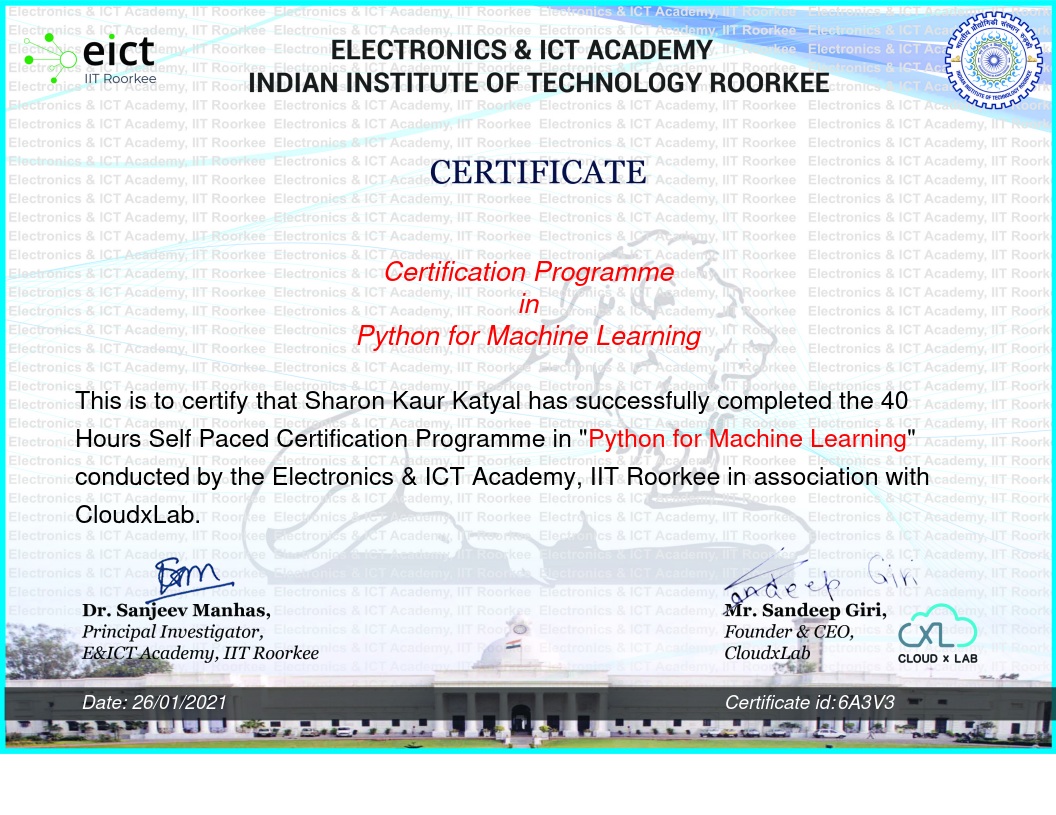 eict
IIT Roorkee
ELECTRONICS & ICT ACADEMY
INDIAN INSTITUTE OF TECHNOLOGY ROORKEE
CERTIFICATE
Certification Programme
in
Python for Machine Learning
This is to certify that Sharon Kaur Katyal has successfully completed the 40
Hours Self Paced Certification Programme in "Python for Machine Learning"
conducted by the Electronics & ICT Academy, IIT Roorkee in association with
CloudxLab.
Sandeep Giri
Dr. Sanjeev Manhas,
Principal Investigator,
E&ICT Academy, IIT Roorkee
Mr. Sandeep Giri,
Founder & CEO,
CloudxLab
CLOUD x LAB
Date: 26/01/2021
Certificate id: 6A3V3